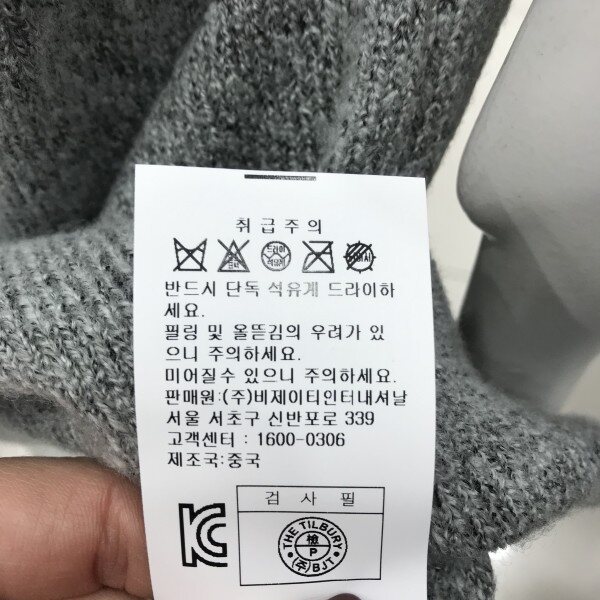 취급주의
드라이
석유계
반드시 단독 석유계 드라이하
세요.
필링 및 올뜯김의 우려가 있
으니 주의하세요.
미어질수 있으니 주의하세요.
판매원:(주)비제이티인터내셔날
서울 서초구 신반포로 339
고객센터 : 1600-0306
제조국:중국
검 사 필
THE TILBURY
檢
P
(주)BJT